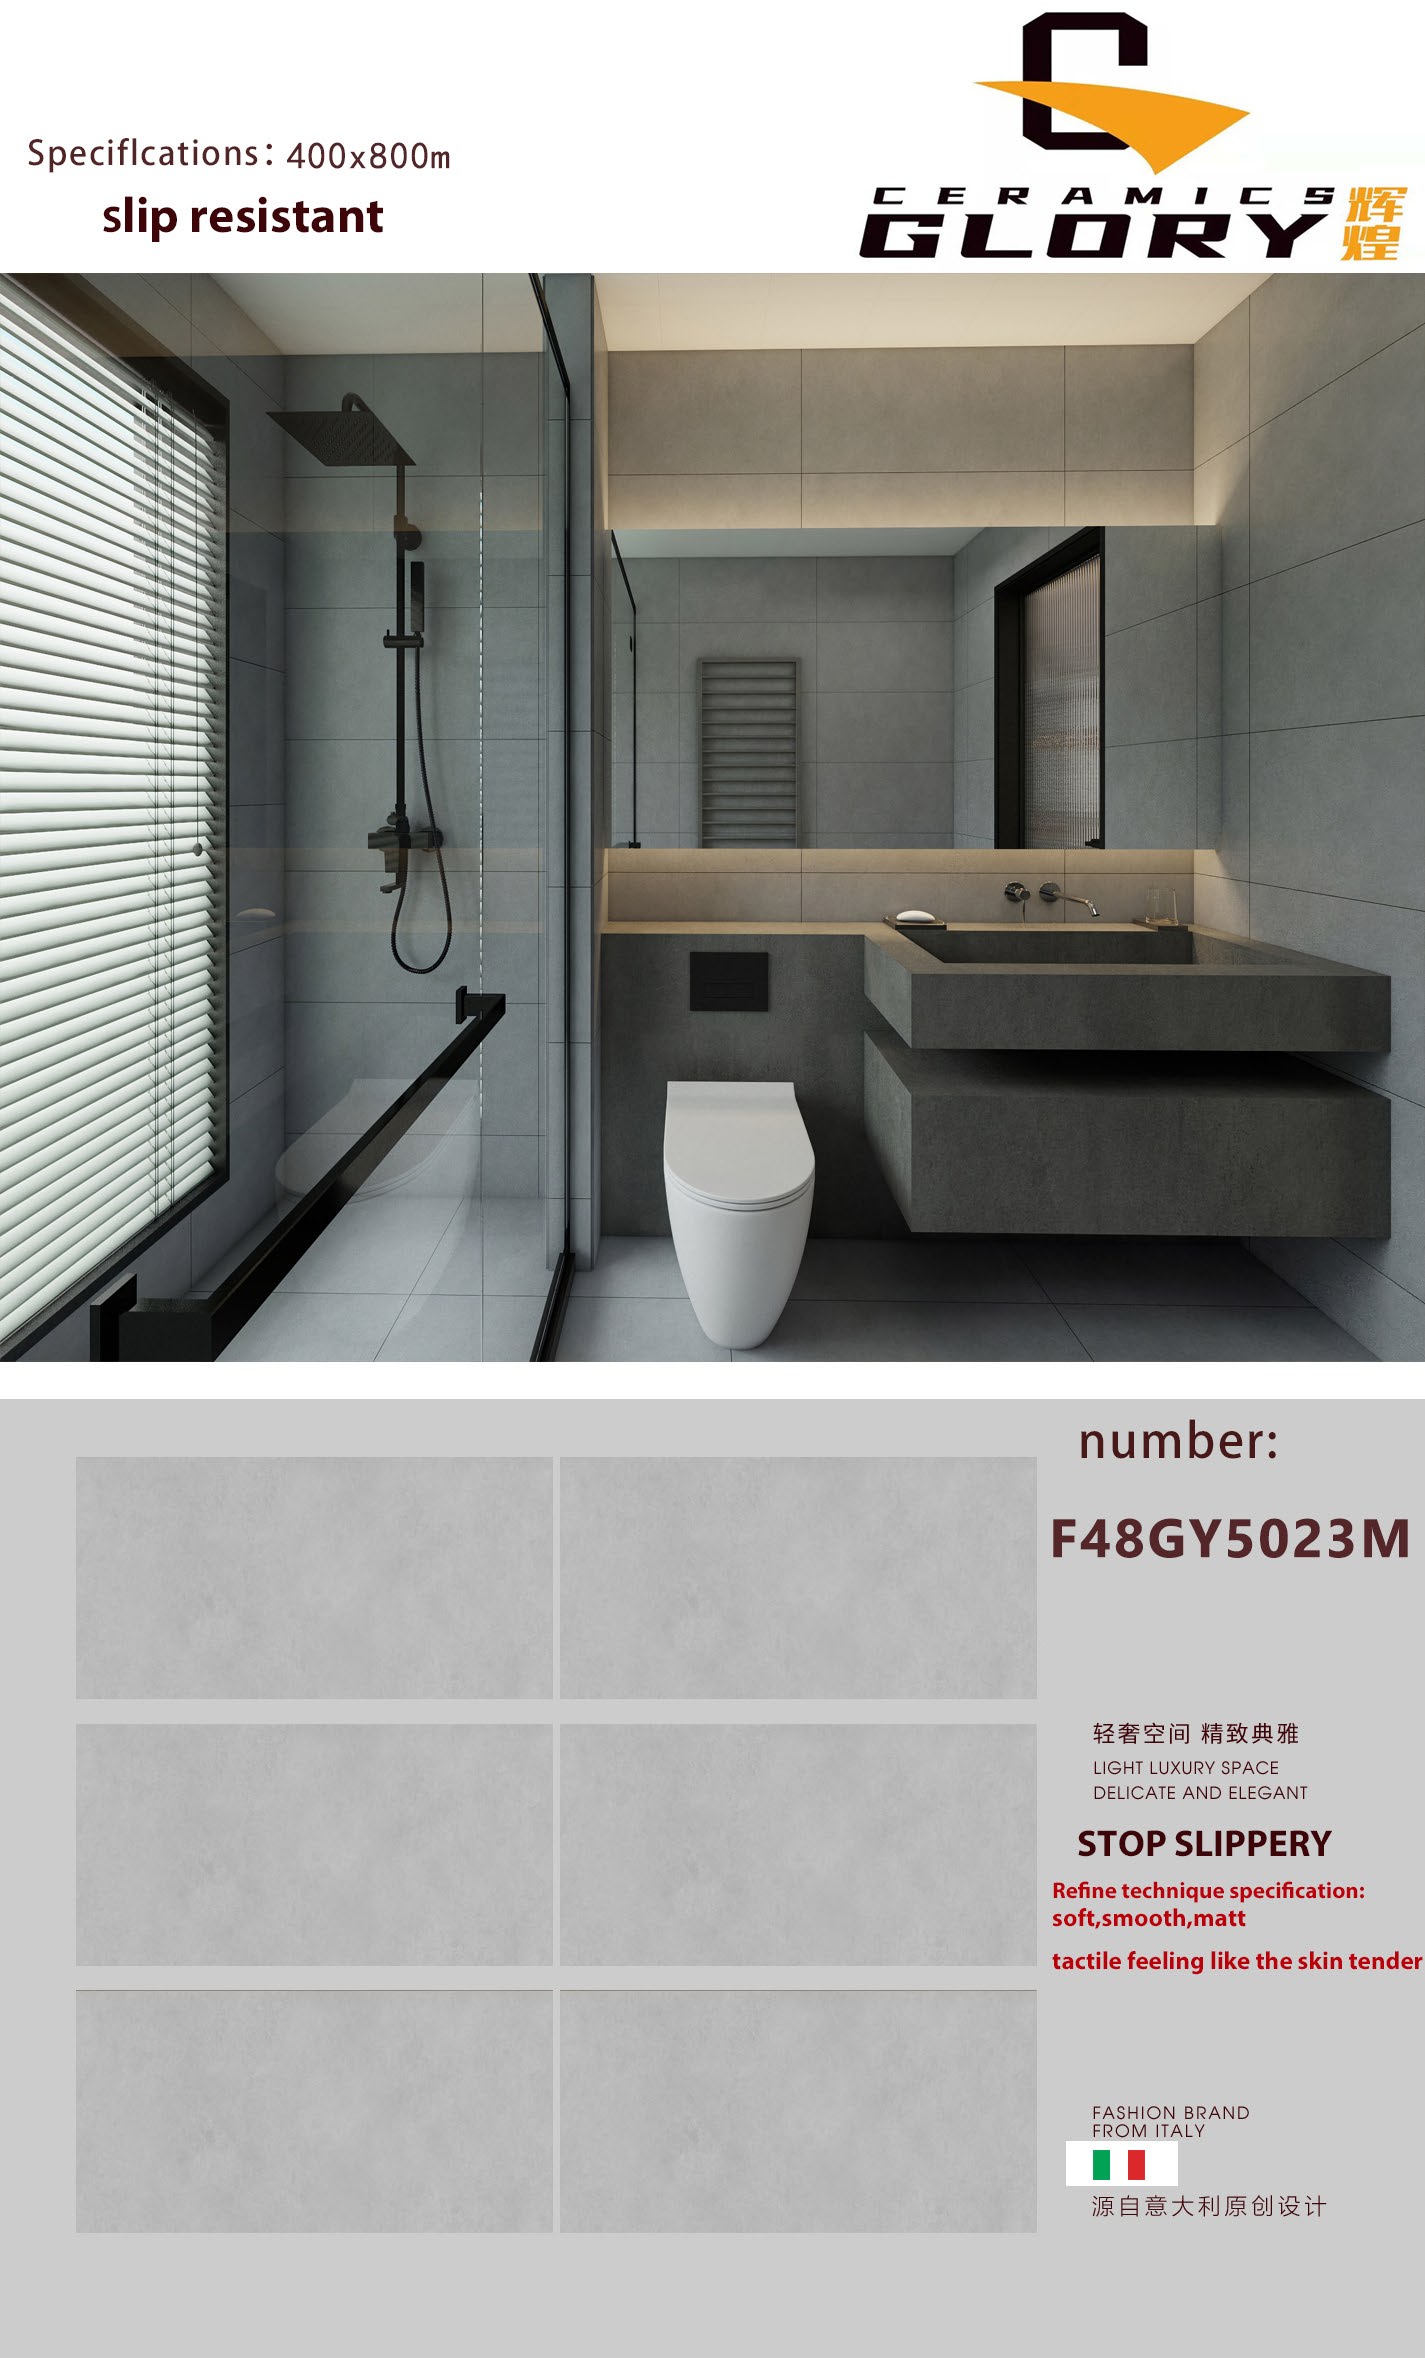 Speciflcations: 400x800m
slip resistant
C
CERAMICS
GLORY 辉煌
number:
F48GY5023M
轻奢空间 精致典雅
LIGHT LUXURY SPACE
DELICATE AND ELEGANT
STOP SLIPPERY
Refine technique specification:
soft,smooth,matt
tactile feeling like the skin tender
FASHION BRAND
FROM ITALY
源自意大利原创设计